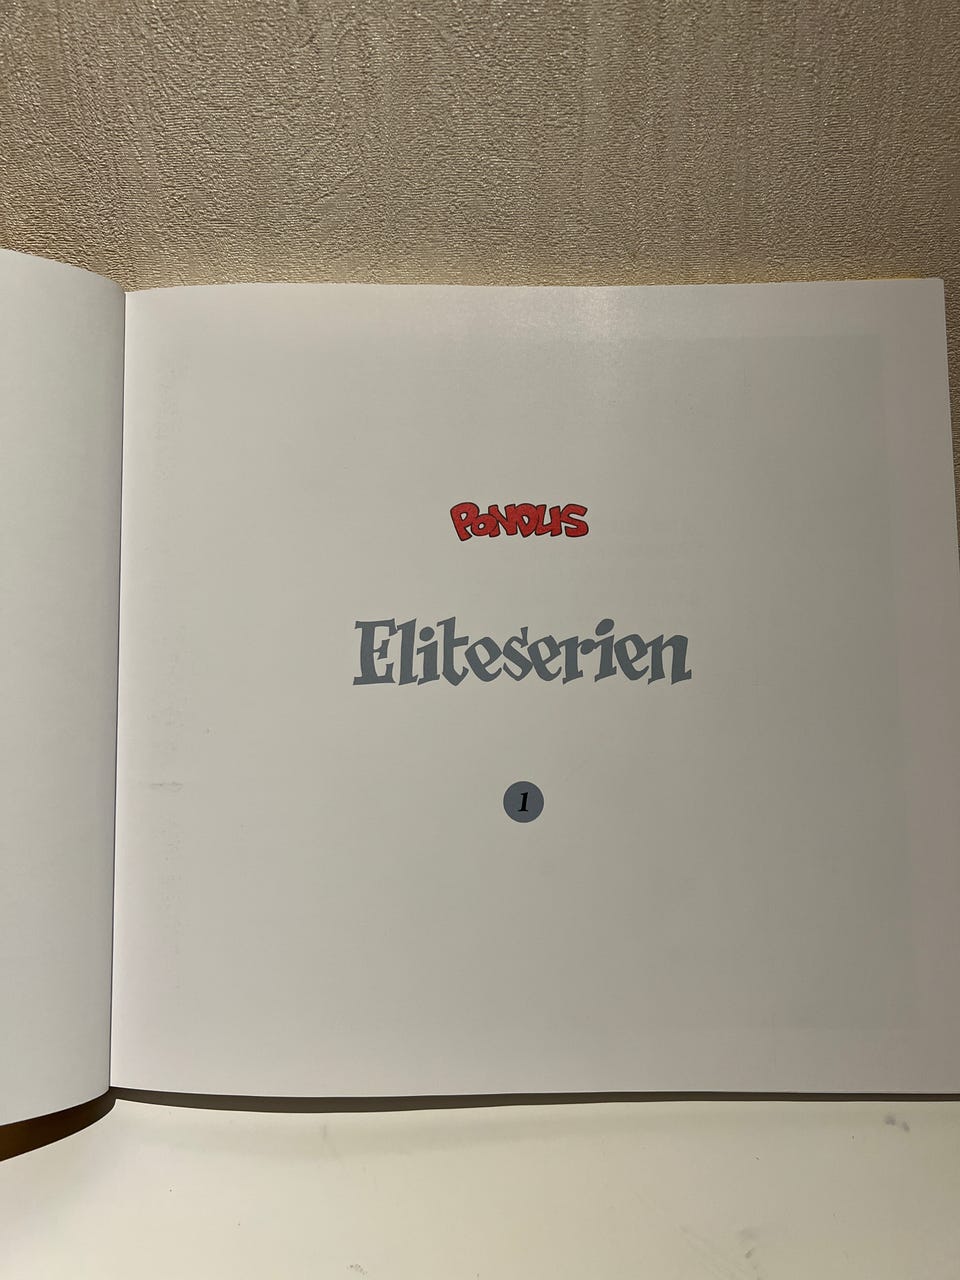 PONDUS
Eliteserien
1